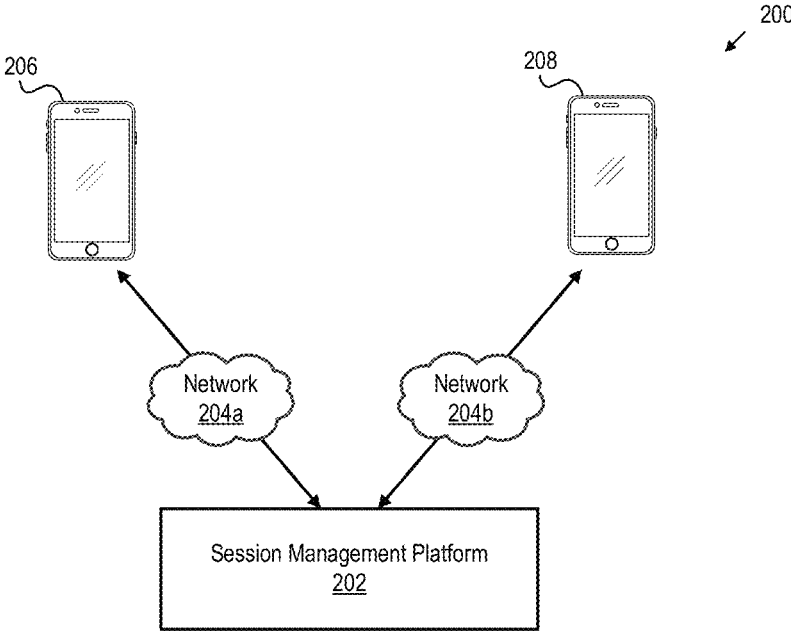 200
206
208
Network
204a
Network
204b
Session Management Platform
202